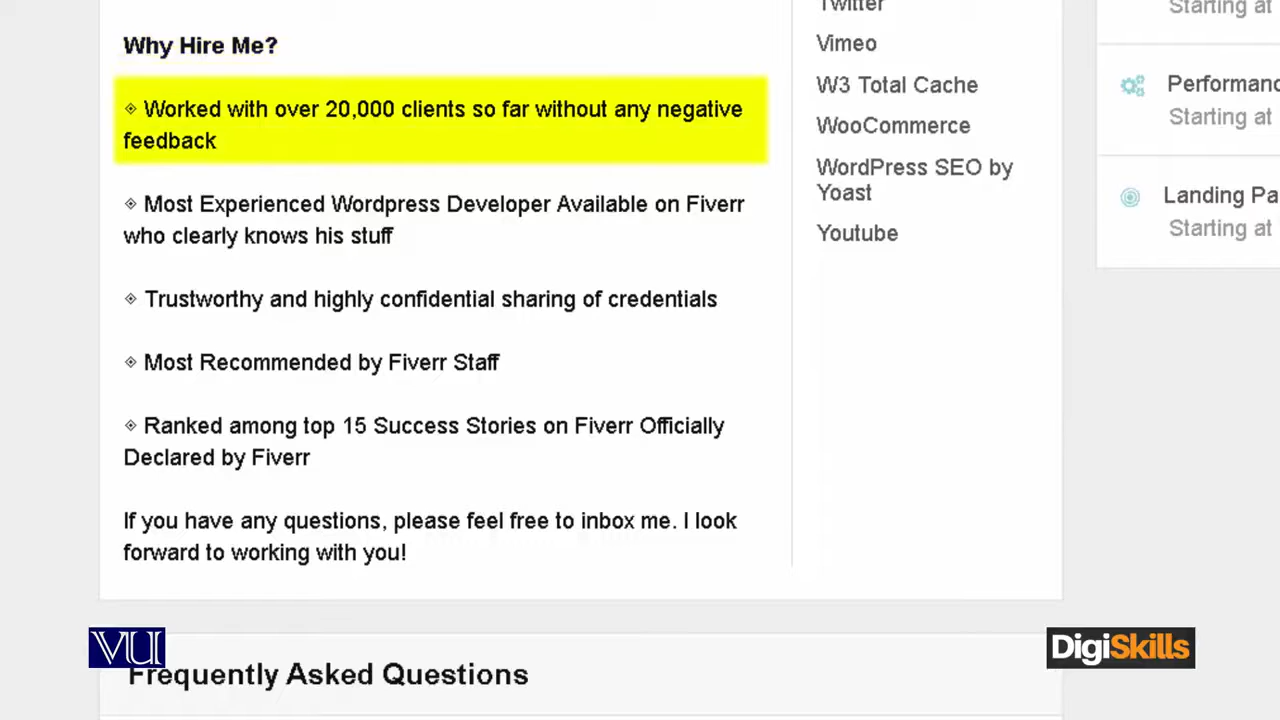 Why Hire Me?
◈ Worked with over 20,000 clients so far without any negative
feedback
◈ Most Experienced Wordpress Developer Available on Fiverr
who clearly knows his stuff
◈ Trustworthy and highly confidential sharing of credentials
◈ Most Recommended by Fiverr Staff
◈ Ranked among top 15 Success Stories on Fiverr Officially
Declared by Fiverr
If you have any questions, please feel free to inbox me. I look
forward to working with you!
Twitter
Vimeo
W3 Total Cache
WooCommerce
WordPress SEO by
Yoast
Youtube
Starting at
Performanc
Starting at
Landing Pa
Starting at
VU
DigiSkills
Frequently Asked Questions